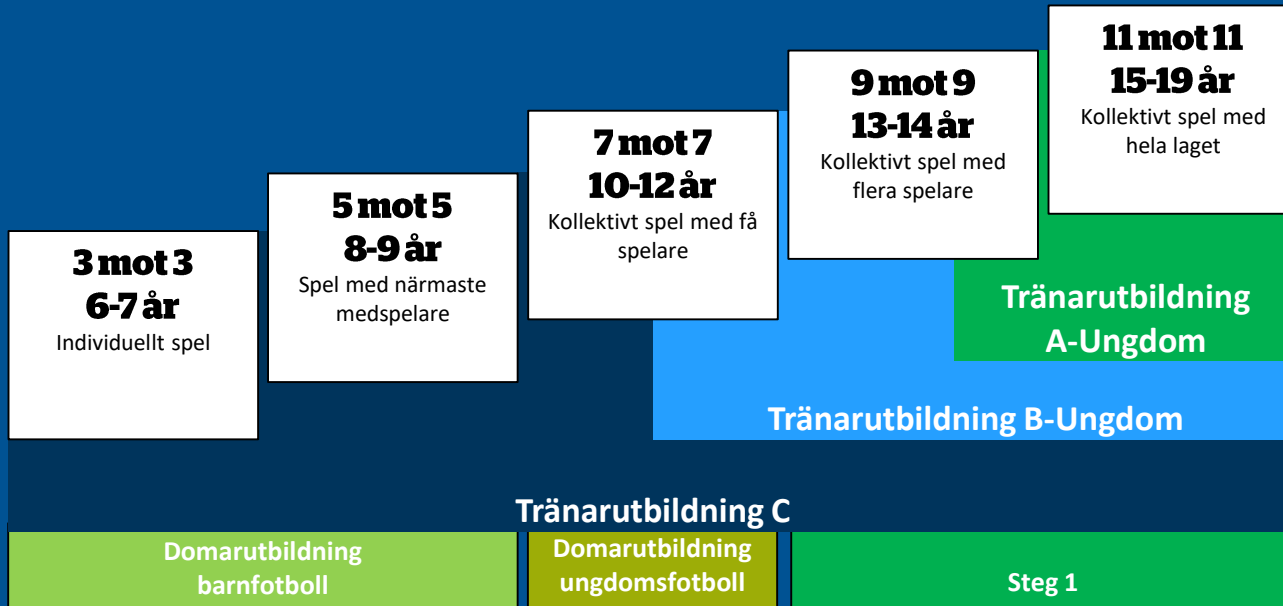 3 mot 3
6-7 år
Individuellt spel
5 mot 5
8-9 år
Spel med närmaste
medspelare
7 mot 7
10-12 år
Kollektivt spel med få
spelare
9 mot 9
13-14 år
Kollektivt spel med
flera spelare
11 mot 11
15-19 år
Kollektivt spel med
hela laget
Tränarutbildning
A-Ungdom
Tränarutbildning B-Ungdom
Tränarutbildning C
Domarutbildning
barnfotboll
Domarutbildning
ungdomsfotboll
Steg 1